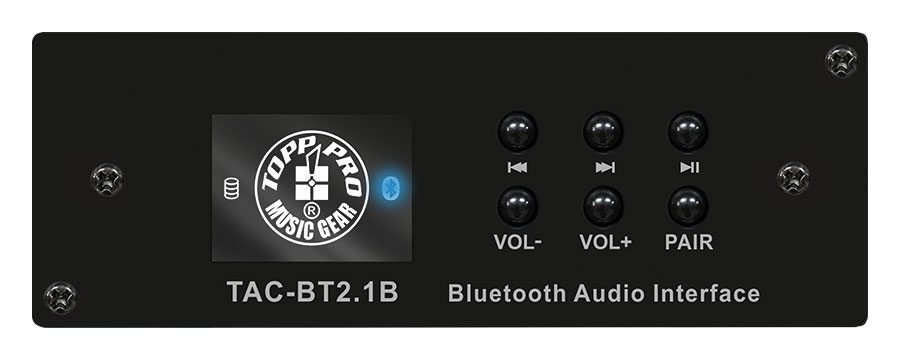 TOPP PRO
MUSIC GEAR
®
VOL-
VOL+
PAIR
TAC-BT2.1B
Bluetooth Audio Interface